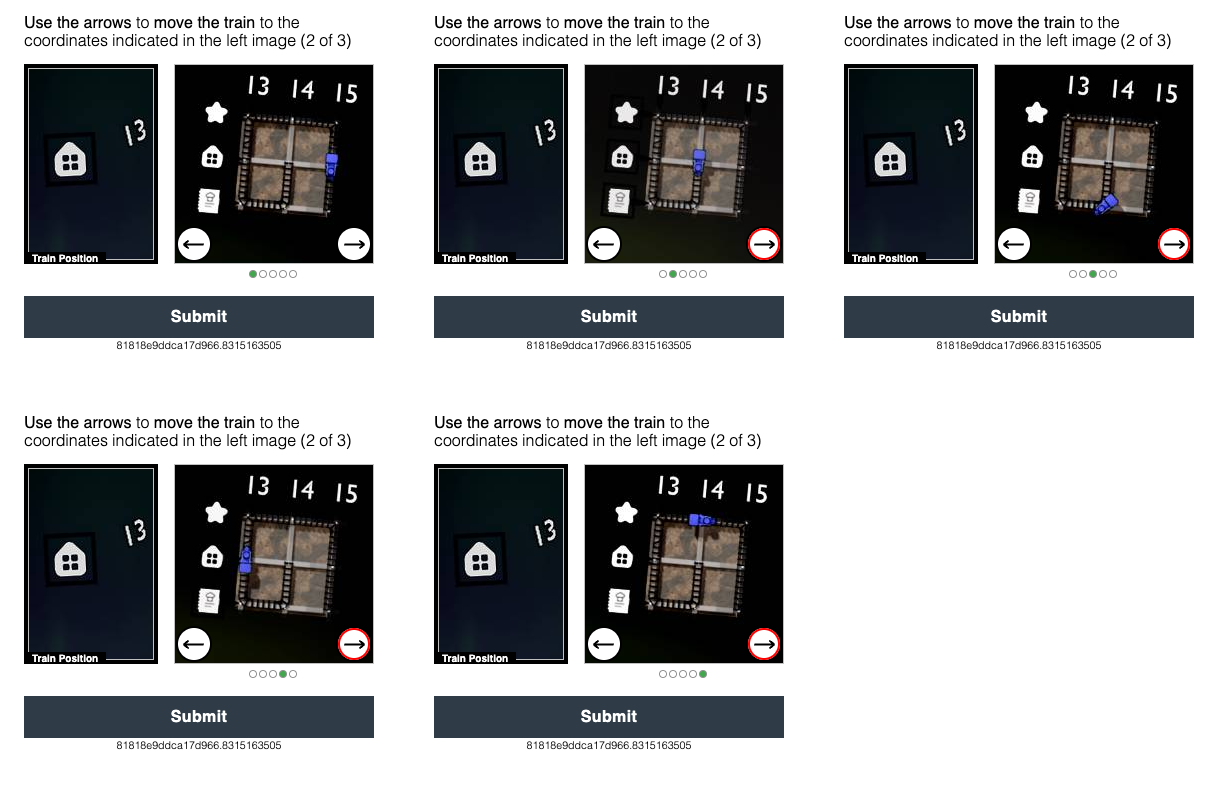 Use the arrows to move the train to the
coordinates indicated in the left image (2 of 3)
13
Train Position
13 14 15
Submit
81818e9ddca17d966.8315163505
Use the arrows to move the train to the
coordinates indicated in the left image (2 of 3)
13
Train Position
13 14 15
Submit
81818e9ddca17d966.8315163505
Use the arrows to move the train to the
coordinates indicated in the left image (2 of 3)
13
Train Position
13 14 15
Submit
81818e9ddca17d966.8315163505
Use the arrows to move the train to the
coordinates indicated in the left image (2 of 3)
13
Train Position
13 14 15
Submit
81818e9ddca17d966.8315163505
Use the arrows to move the train to the
coordinates indicated in the left image (2 of 3)
13
Train Position
13 14 15
Submit
81818e9ddca17d966.8315163505